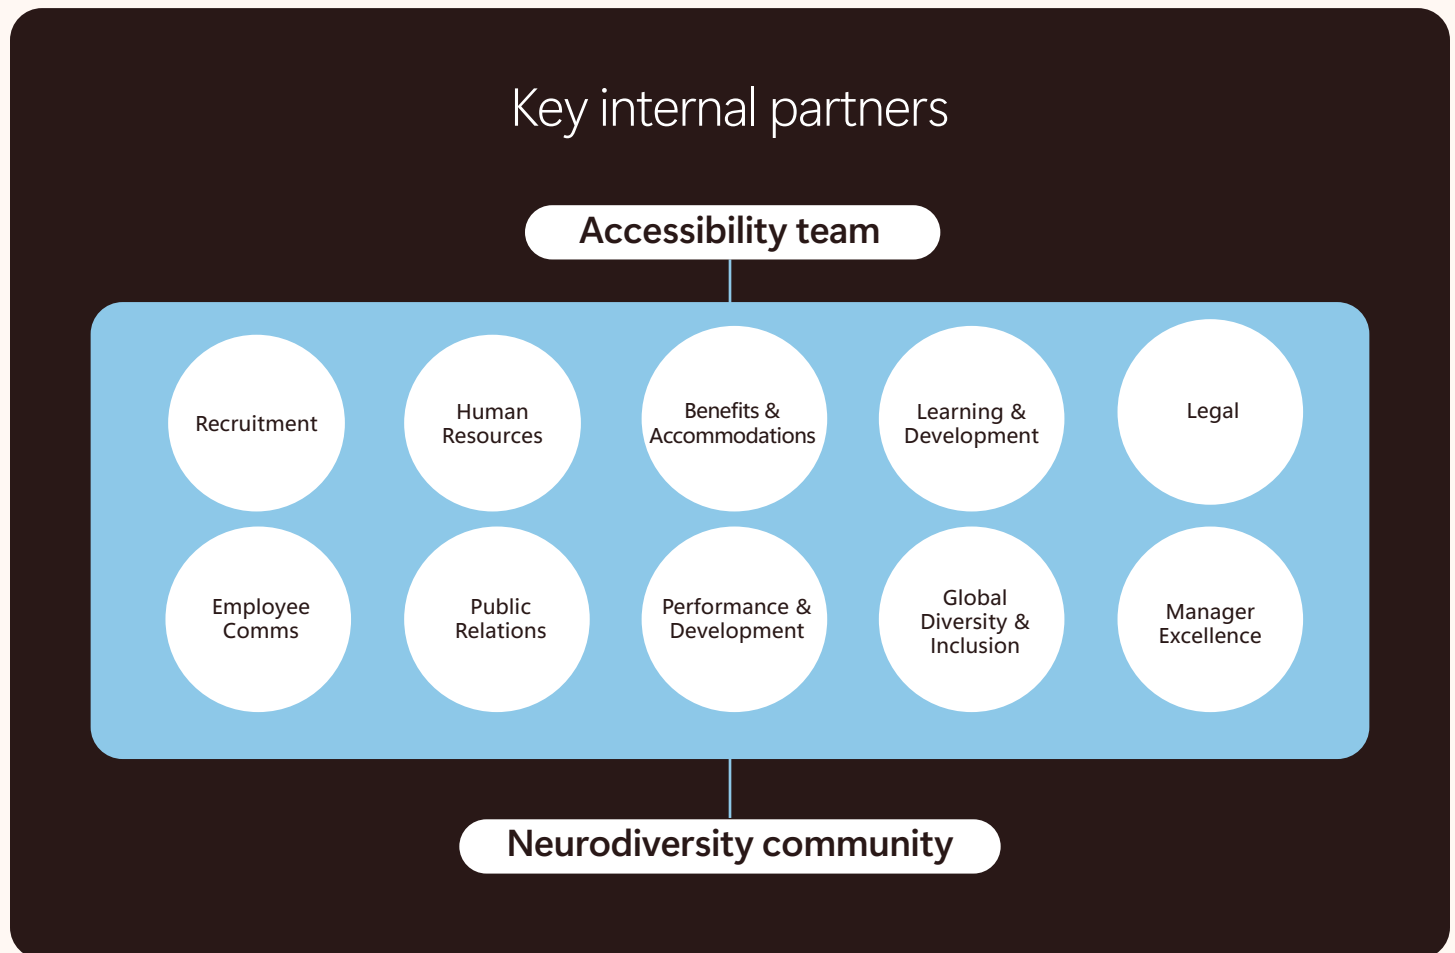 Key internal partners
Accessibility team
Recruitment
Human
Resources
Benefits &
Accommodations
Learning &
Development
Legal
Employee
Comms
Public
Relations
Performance &
Development
Global
Diversity &
Inclusion
Manager
Excellence
Neurodiversity community